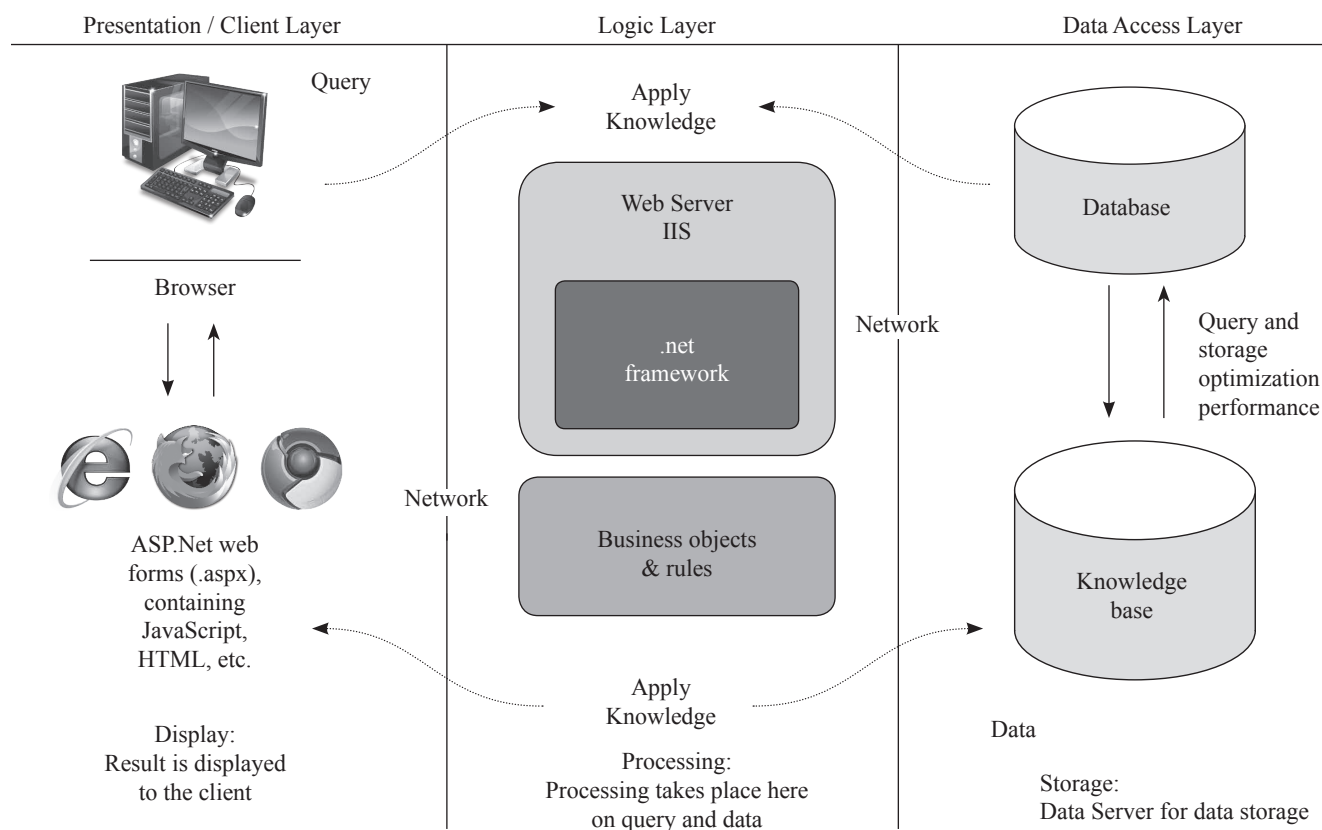 Presentation / Client Layer
Logic Layer
Data Access Layer
Query
Browser
ASP.Net web
forms (.aspx),
containing
JavaScript,
HTML, etc.
Display:
Result is displayed
to the client
Network
Apply
Knowledge
Web Server
IIS
.net
framework
Business objects
& rules
Apply
Knowledge
Processing:
Processing takes place here
on query and data
Network
Database
Query and
storage
optimization
performance
Knowledge
base
Data
Storage:
Data Server for data storage